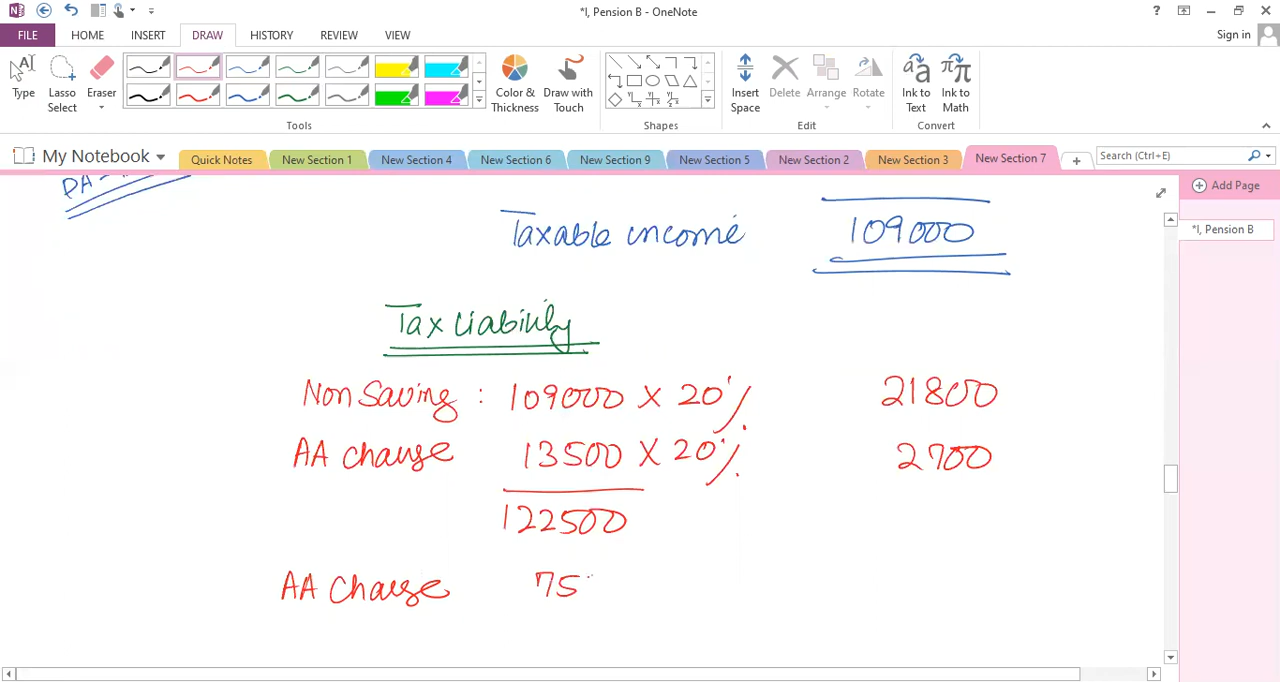 *I, Pension B - OneNote
Sign in
FILE HOME INSERT DRAW HISTORY REVIEW VIEW
Type Lasso Select Eraser Color & Thickness Draw with Touch Insert Space Delete Arrange Rotate Ink to Text Ink to Math
Tools Shapes Edit Convert
My Notebook Quick Notes New Section 1 New Section 4 New Section 6 New Section 9 New Section 5 New Section 2 New Section 3 New Section 7 Search (Ctrl+E)
Add Page
*I, Pension B
PA
Taxable income 109000
Tax Liability
Non Saving : 109000 X 20% 21800
AA charge 13500 X 20% 2700
122500
AA Charge 75